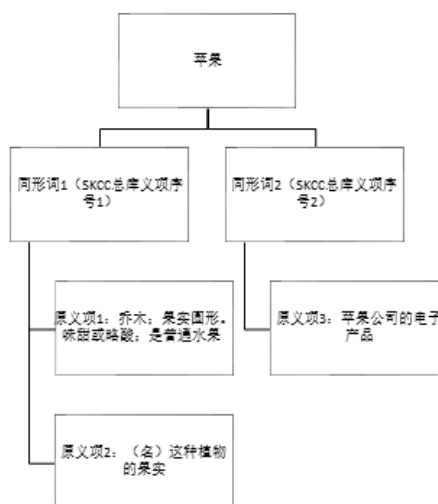 苹果
同形词1（SKCC总库义项序
号1）
同形词2（SKCC总库义项序
号2）
原义项1：乔木；果实圆形。
味甜或略酸；是普通水果
原义项3：苹果公司的电子
产品
原义项2：（名）这种植物
的果实